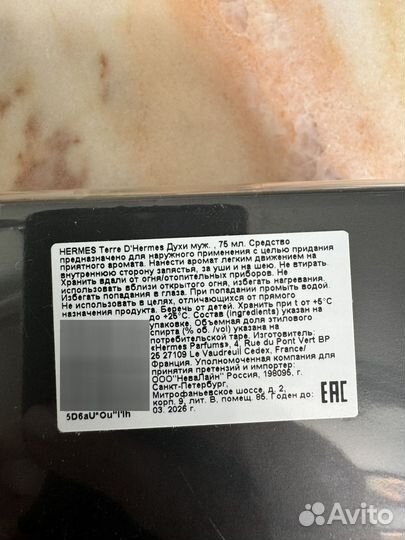 HERMES Terre D'Hermes Духи муж. , 75 мл. Средство
предназначено для наружного применения с целью придания
приятного аромата. Нанести аромат легким движением на
внутреннюю сторону запястья, за уши и на шею. Не втирать.
Хранить вдали от огня/отопительных приборов. Не
использовать вблизи открытого огня, избегать нагревания.
Избегать попадания в глаза. При попадании промыть водой.
Не использовать в целях, отличающихся от прямого
назначения продукта. Беречь от детей. Хранить при t от +5°C
до +25°C. Состав (ingredients) указан на
упаковке. Объемная доля этилового
спирта (% об. /vol) указана на
потребительской таре. Изготовитель:
«Hermes Parfums», 4, Rue du Pont Vert BP
25 27109 Le Vaudreuil Cedex, France/
Франция. Уполномоченная компания для
принятия претензий и импортер:
ООО"НеваЛайн" Россия, 198095, г.
Санкт-Петербург,
Митрофаньевское шоссе, д. 2,
корп. 9, лит. В, помещ. 8б. Годен до:
03. 2026 г.
5D6aU*Ou"I'Ih
EAC
Avito